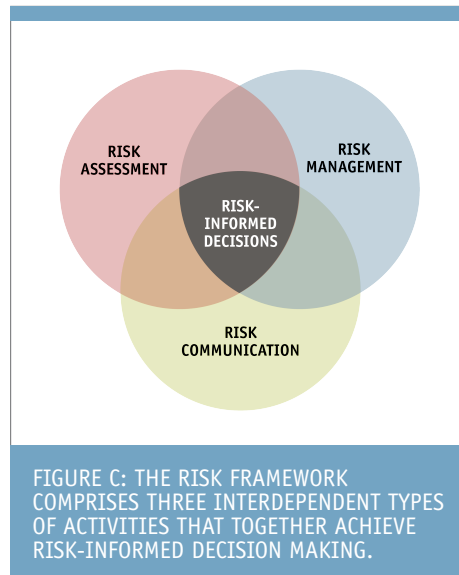 RISK
ASSESSMENT
RISK
MANAGEMENT
RISK-
INFORMED
DECISIONS
RISK
COMMUNICATION
FIGURE C: THE RISK FRAMEWORK
COMPRISES THREE INTERDEPENDENT TYPES
OF ACTIVITIES THAT TOGETHER ACHIEVE
RISK-INFORMED DECISION MAKING.